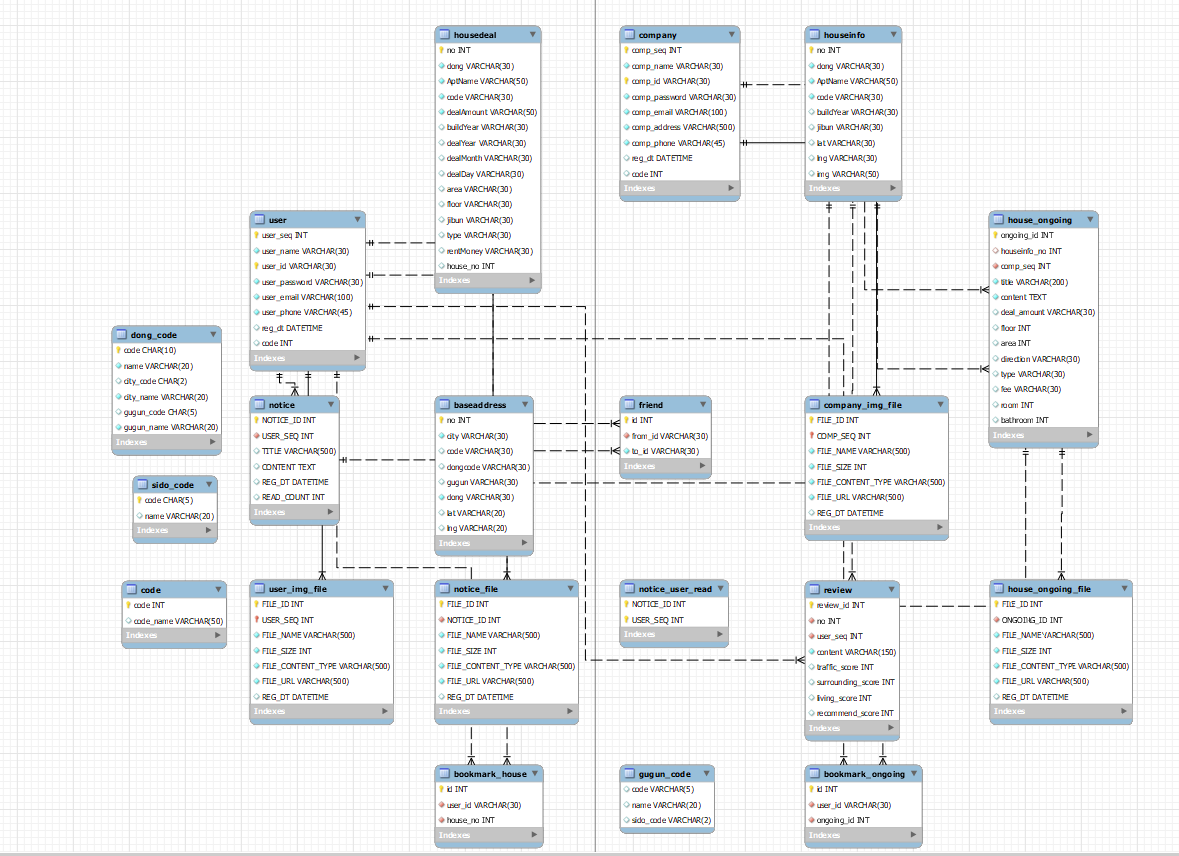 housedeal
no INT
dong VARCHAR(30)
AptName VARCHAR(50)
code VARCHAR(30)
dealAmount VARCHAR(50)
buildYear VARCHAR(30)
dealYear VARCHAR(30)
dealMonth VARCHAR(30)
dealDay VARCHAR(30)
area VARCHAR(30)
floor VARCHAR(30)
jibun VARCHAR(30)
type VARCHAR(30)
rentMoney VARCHAR(30)
house_no INT
Indexes
company
comp_seq INT
comp_name VARCHAR(30)
comp_id VARCHAR(30)
comp_password VARCHAR(30)
comp_email VARCHAR(100)
comp_address VARCHAR(500)
comp_phone VARCHAR(45)
reg_dt DATETIME
code INT
Indexes
houseinfo
no INT
dong VARCHAR(30)
AptName VARCHAR(50)
code VARCHAR(30)
buildYear VARCHAR(30)
jibun VARCHAR(30)
lat VARCHAR(30)
lng VARCHAR(30)
img VARCHAR(50)
Indexes
user
user_seq INT
user_name VARCHAR(30)
user_id VARCHAR(30)
user_password VARCHAR(30)
user_email VARCHAR(100)
user_phone VARCHAR(45)
reg_dt DATETIME
code INT
Indexes
house_ongoing
ongoing_id INT
houseinfo_no INT
comp_seq INT
title VARCHAR(200)
content TEXT
deal_amount VARCHAR(30)
floor INT
area INT
direction VARCHAR(30)
type VARCHAR(30)
fee VARCHAR(30)
room INT
bathroom INT
Indexes
dong_code
code CHAR(10)
name VARCHAR(20)
city_code CHAR(2)
city_name VARCHAR(20)
gugun_code CHAR(5)
gugun_name VARCHAR(20)
Indexes
notice
NOTICE_ID INT
USER_SEQ INT
TITLE VARCHAR(500)
CONTENT TEXT
REG_DT DATETIME
READ_COUNT INT
Indexes
baseaddress
no INT
city VARCHAR(30)
code VARCHAR(30)
dongcode VARCHAR(30)
gugun VARCHAR(30)
dong VARCHAR(30)
lat VARCHAR(20)
lng VARCHAR(20)
Indexes
friend
id INT
from_id VARCHAR(30)
to_id VARCHAR(30)
Indexes
company_img_file
FILE_ID INT
COMP_SEQ INT
FILE_NAME VARCHAR(500)
FILE_SIZE INT
FILE_CONTENT_TYPE VARCHAR(500)
FILE_URL VARCHAR(500)
REG_DT DATETIME
Indexes
sido_code
code CHAR(5)
name VARCHAR(20)
Indexes
code
code INT
code_name VARCHAR(50)
Indexes
user_img_file
FILE_ID INT
USER_SEQ INT
FILE_NAME VARCHAR(500)
FILE_SIZE INT
FILE_CONTENT_TYPE VARCHAR(500)
FILE_URL VARCHAR(500)
REG_DT DATETIME
Indexes
notice_file
FILE_ID INT
NOTICE_ID INT
FILE_NAME VARCHAR(500)
FILE_SIZE INT
FILE_CONTENT_TYPE VARCHAR(500)
FILE_URL VARCHAR(500)
REG_DT DATETIME
Indexes
notice_user_read
NOTICE_ID INT
USER_SEQ INT
Indexes
review
review_id INT
no INT
user_seq INT
content VARCHAR(150)
traffic_score INT
surrounding_score INT
living_score INT
recommend_score INT
Indexes
house_ongoing_file
FILE_ID INT
ONGOING_ID INT
FILE_NAME VARCHAR(500)
FILE_SIZE INT
FILE_CONTENT_TYPE VARCHAR(500)
FILE_URL VARCHAR(500)
REG_DT DATETIME
Indexes
bookmark_house
id INT
user_id VARCHAR(30)
house_no INT
Indexes
gugun_code
code VARCHAR(5)
name VARCHAR(20)
sido_code VARCHAR(2)
bookmark_ongoing
id INT
user_id VARCHAR(30)
ongoing_id INT
Indexes